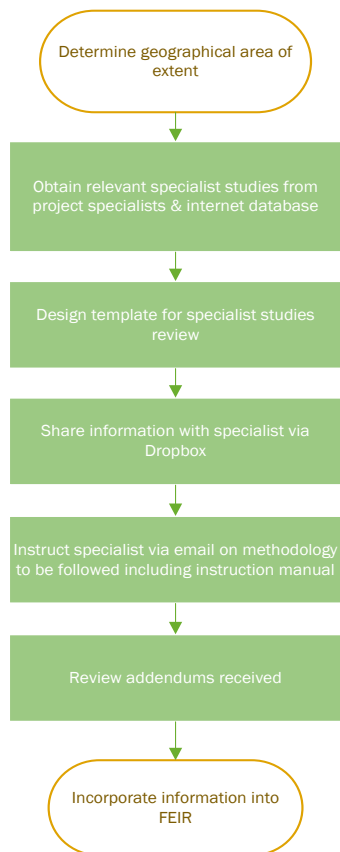 Determine geographical area of
extent
Obtain relevant specialist studies from
project specialists & internet database
Design template for specialist studies
review
Share information with specialist via
Dropbox
Instruct specialist via email on methodology
to be followed including instruction manual
Review addendums received
Incorporate information into
FEIR